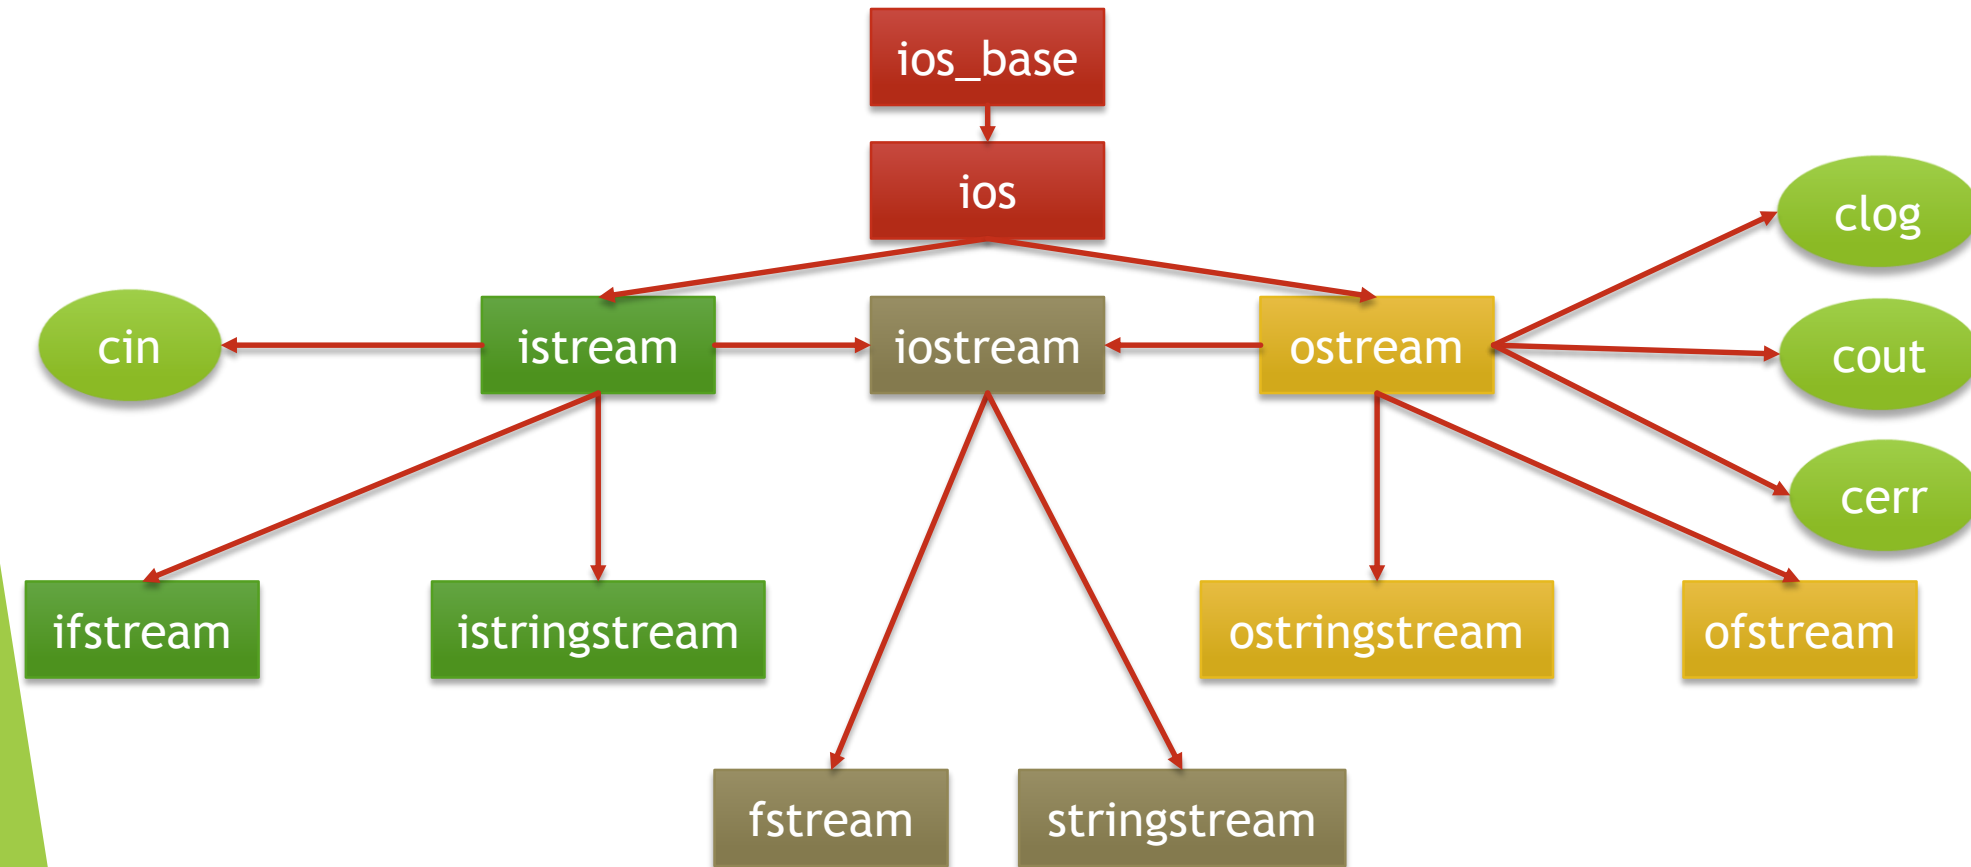 ios_base
ios
clog
cin
istream
iostream
ostream
cout
cerr
ifstream
istringstream
ostringstream
ofstream
fstream
stringstream